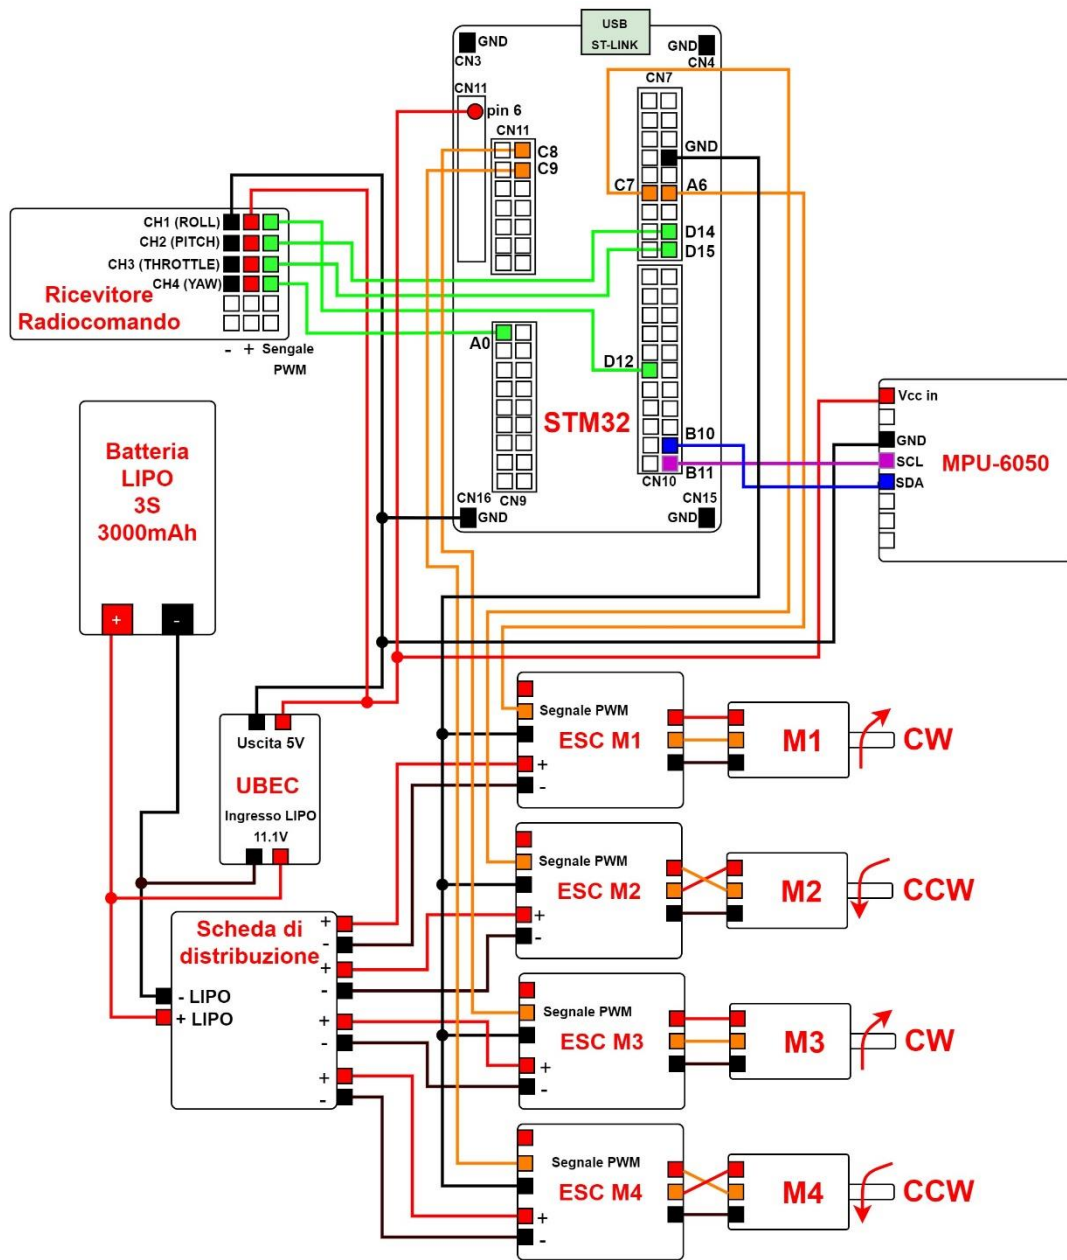 USB
ST-LINK
GND
CN3
GND
CN4
CN11
pin 6
CN11
C8
C9
CN7
GND
C7
A6
D14
D15
CH1 (ROLL)
CH2 (PITCH)
CH3 (THROTTLE)
CH4 (YAW)
Ricevitore
Radiocomando
- + Sengale
PWM
A0
D12
STM32
B10
B11
CN10
CN16
GND
CN9
CN15
GND
Vcc in
GND
SCL
SDA
MPU-6050
Batteria
LIPO
3S
3000mAh
+ -
Uscita 5V
UBEC
Ingresso LIPO
11.1V
Segnale PWM
ESC M1
+
-
M1
CW
Segnale PWM
ESC M2
+
-
M2
CCW
Scheda di
distribuzione
- LIPO
+ LIPO
+
-
+
-
+
-
+
-
Segnale PWM
ESC M3
+
-
M3
CW
Segnale PWM
ESC M4
+
-
M4
CCW